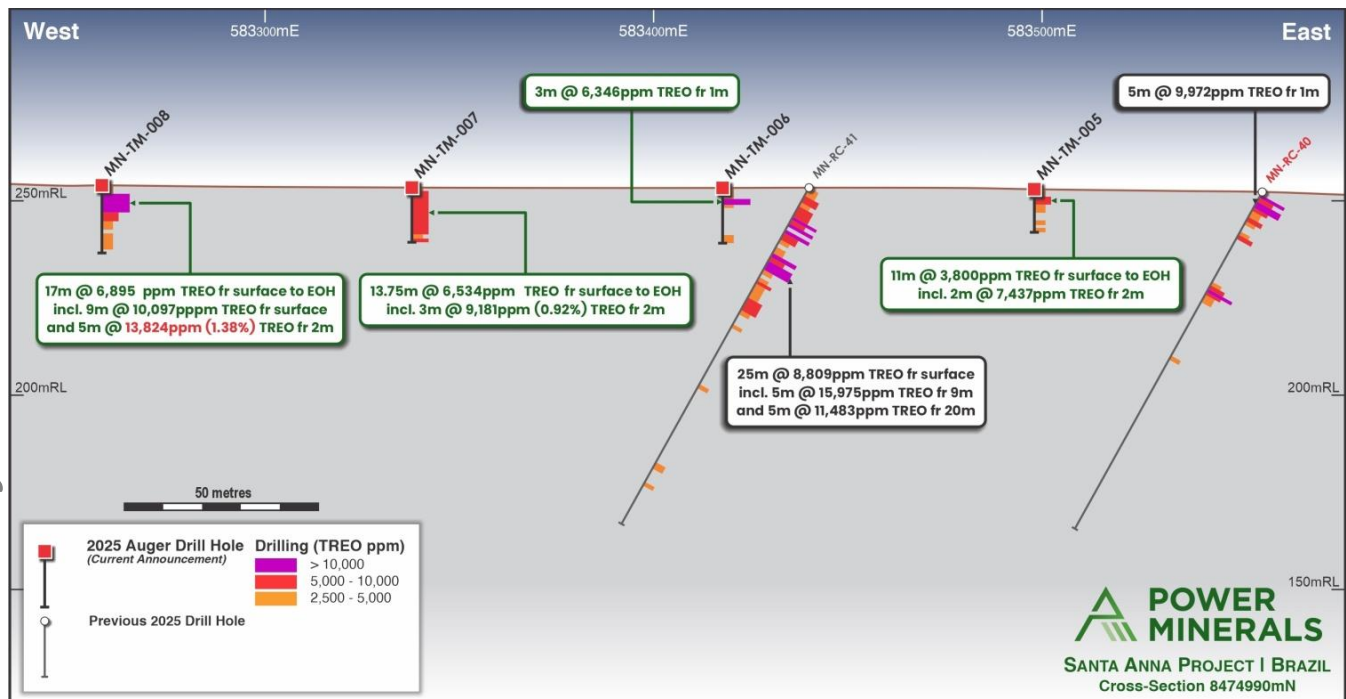 West
583300mE
583400mE
583500mE
East
3m @ 6,346ppm TREO fr 1m
5m @ 9,972ppm TREO fr 1m
MN-TM-008
MN-TM-007
MN-TM-006
MN-RC-41
MN-TM-005
MN-RC-40
250mRL
250mRL
17m @ 6,895 ppm TREO fr surface to EOH
incl. 9m @ 10,097pppm TREO fr surface
and 5m @ 13,824ppm (1.38%) TREO fr 2m
13.75m @ 6,534ppm TREO fr surface to EOH
incl. 3m @ 9,181ppm (0.92%) TREO fr 2m
11m @ 3,800ppm TREO fr surface to EOH
incl. 2m @ 7,437ppm TREO fr 2m
25m @ 8,809ppm TREO fr surface
incl. 5m @ 15,975ppm TREO fr 9m
and 5m @ 11,483ppm TREO fr 20m
200mRL
200mRL
50 metres
2025 Auger Drill Hole
(Current Announcement)
Previous 2025 Drill Hole
Drilling (TREO ppm)
> 10,000
5,000 - 10,000
2,500 - 5,000
150mRL
POWER
MINERALS
SANTA ANNA PROJECT | BRAZIL
Cross-Section 8474990mN